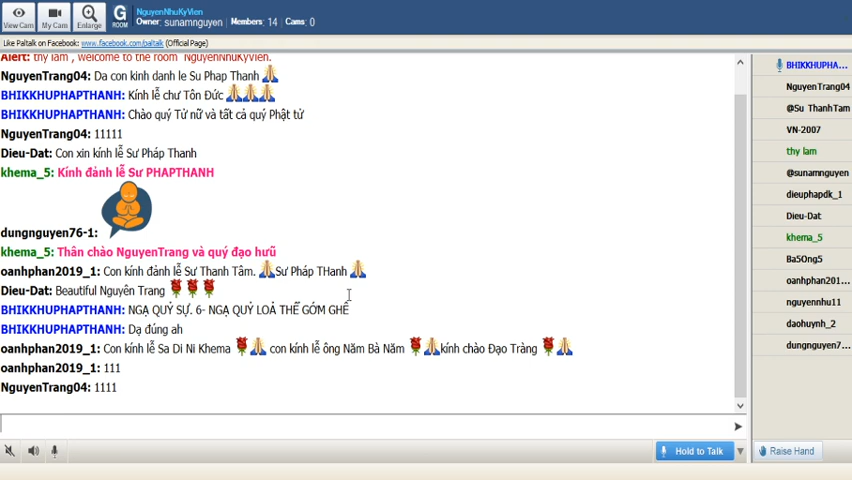 NguyenNhuKyVien
Owner: sunamnguyen Members: 14 Cams: 0
View Cam
My Cam
Enlarge
G
ROOM
Like Paltalk on Facebook: www.facebook.com/paltalk (Official Page)
Alert: thy lam , welcome to the room NguyenNhuKyVien.
NguyenTrang04: Da con kinh danh le Su Phap Thanh
BHIKKHUPHAPTHANH: Kính lễ chư Tôn Đức
BHIKKHUPHAPTHANH: Chào quý Tử nữ và tất cả quý Phật tử
NguyenTrang04: 11111
Dieu-Dat: Con xin kính lễ Sư Pháp Thanh
khema_5: Kính đảnh lễ Sư PHAPTHANH
dungnguyen76-1:
khema_5: Thân chào NguyenTrang và quý đạo hưũ
oanhphan2019_1: Con kính đảnh lễ Sư Thanh Tâm. Sư Pháp THanh
Dieu-Dat: Beautiful Nguyên Trang
BHIKKHUPHAPTHANH: NGẠ QUỶ SỰ. 6- NGẠ QUỶ LOẢ THỂ GỚM GHÊ
BHIKKHUPHAPTHANH: Dạ đúng ah
oanhphan2019_1: Con kính lễ Sa Di Ni Khema con kính lễ ông Năm Bà Năm kính chào Đạo Tràng
oanhphan2019_1: 111
NguyenTrang04: 1111
BHIKKHUPHA...
NguyenTrang04
@Su ThanhTam
VN-2007
thy lam
@sunamnguyen
dieuphapdk_1
Dieu-Dat
khema_5
Ba5Ong5
oanhphan201...
nguyennhu11
daohuynh_2
dungnguyen7...
Hold to Talk
Raise Hand